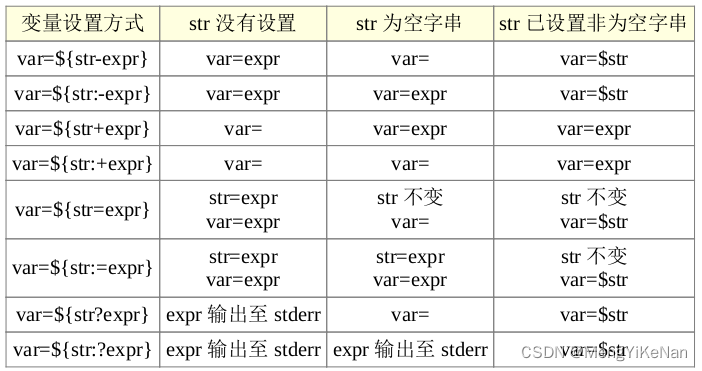 变量设置方式 str 没有设置 str 为空字串 str 已设置非为空字串
var=${str-expr} var=expr var= var=$str
var=${str:-expr} var=expr var=expr var=$str
var=${str+expr} var= var=expr var=expr
var=${str:+expr} var= var= var=expr
var=${str=expr} str=expr str 不变 str 不变
var=expr var= var=$str
var=${str:=expr} str=expr str=expr str 不变
var=expr var=expr var=$str
var=${str?expr} expr 输出至 stderr var= var=$str
var=${str:?expr} expr 输出至 stderr expr 输出至 stderr var=$str
CSDN @MengYiKeNan